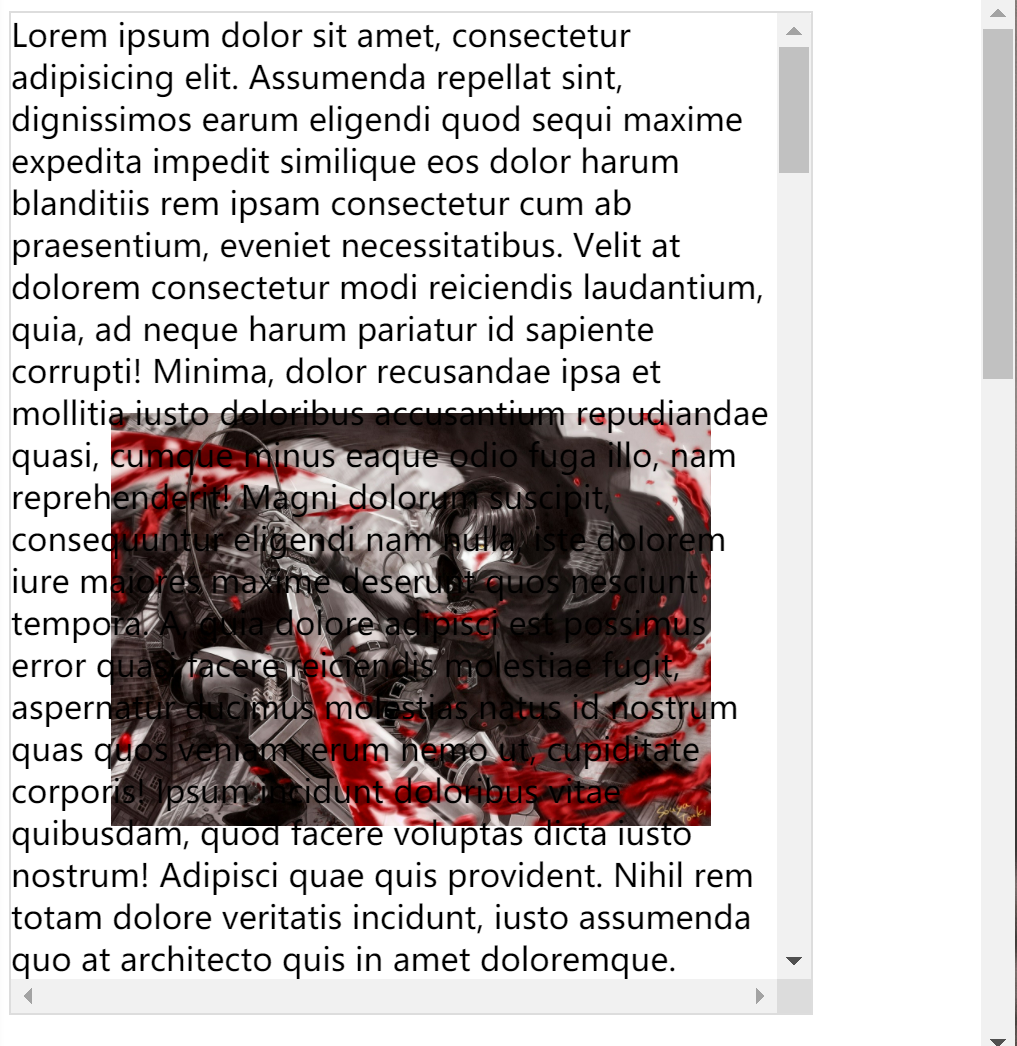 Lorem ipsum dolor sit amet, consectetur
adipisicing elit. Assumenda repellat sint,
dignissimos earum eligendi quod sequi maxime
expedita impedit similique eos dolor harum
blanditiis rem ipsam consectetur cum ab
praesentium, eveniet necessitatibus. Velit at
dolorem consectetur modi reiciendis laudantium,
quia, ad neque harum pariatur id sapiente
corrupti! Minima, dolor recusandae ipsa et
mollitia iusto doloribus accusantium repudiandae
quasi, cumque minus eaque odio fuga illo, nam
reprehenderit! Magni dolorum suscipit,
consequuntur eligendi nam nulla, iste dolorem
iure maiores maxime deserunt quos nesciunt
tempora. A, quia dolore adipisci est possimus
error quasi facere reiciendis molestiae fugit,
aspernatur ducimus molestias natus id nostrum
quas quos veniam rerum nemo ut, cupiditate
corporis! Ipsum incidunt doloribus vitae
quibusdam, quod facere voluptas dicta iusto
nostrum! Adipisci quae quis provident. Nihil rem
totam dolore veritatis incidunt, iusto assumenda
quo at architecto quis in amet doloremque.